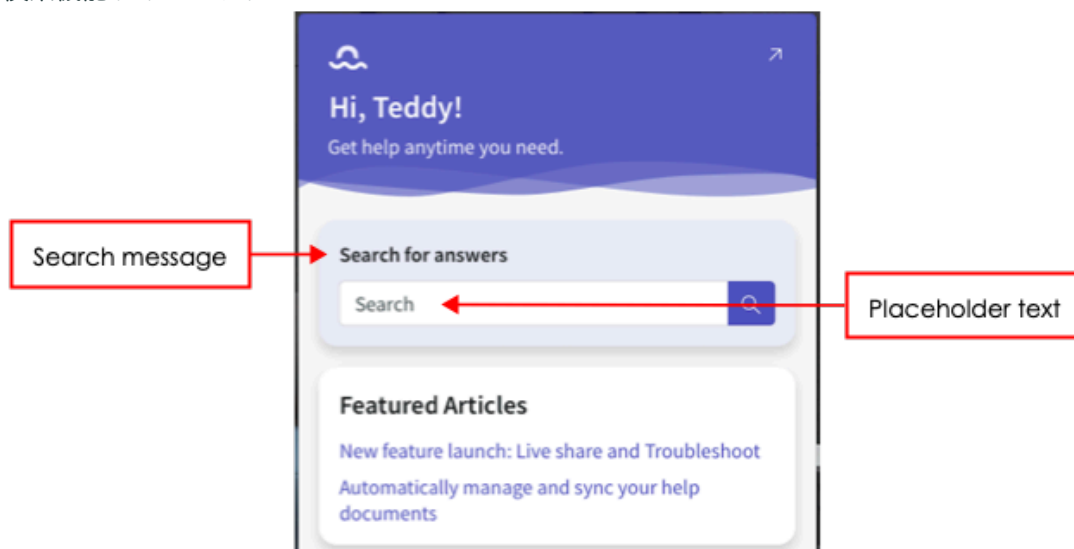 Hi, Teddy!
Get help anytime you need.
Search message
Search for answers
Search
Placeholder text
Featured Articles
New feature launch: Live share and Troubleshoot
Automatically manage and sync your help
documents